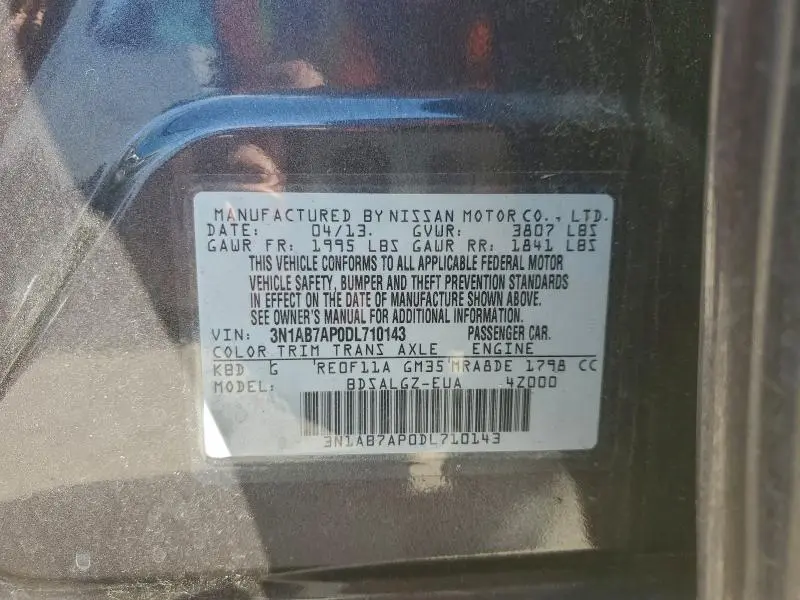 MANUFACTURED BY NISSAN MOTOR CO., LTD.
DATE: 04/13. GVWR: 3807 LBS
GAWR FR: 1995 LBS GAWR RR: 1841 LBS
THIS VEHICLE CONFORMS TO ALL APPLICABLE FEDERAL MOTOR
VEHICLE SAFETY, BUMPER AND THEFT PREVENTION STANDARDS
IN EFFECT ON THE DATE OF MANUFACTURE SHOWN ABOVE.
SEE OWNER'S MANUAL FOR ADDITIONAL INFORMATION.
VIN: 3N1AB7AP0DL710143 PASSENGER CAR.
COLOR TRIM TRANS AXLE ENGINE
KBD G RE0F11A GM35 MRA8DE 1798 CC
MODEL: BDSALGZ-EUA 4Z000
3N1AB7AP0DL710143